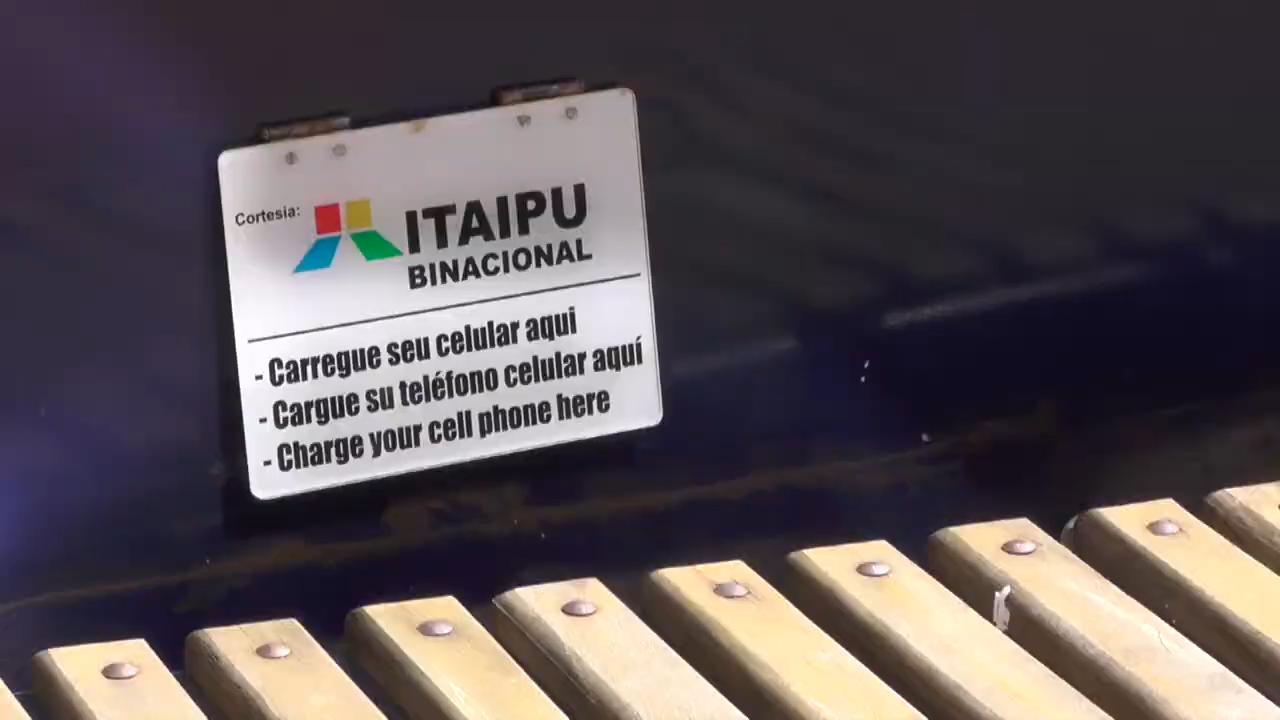 Cortesia:
ITAIPU
BINACIONAL
- Carregue seu celular aqui
- Cargue su teléfono celular aquí
- Charge your cell phone here